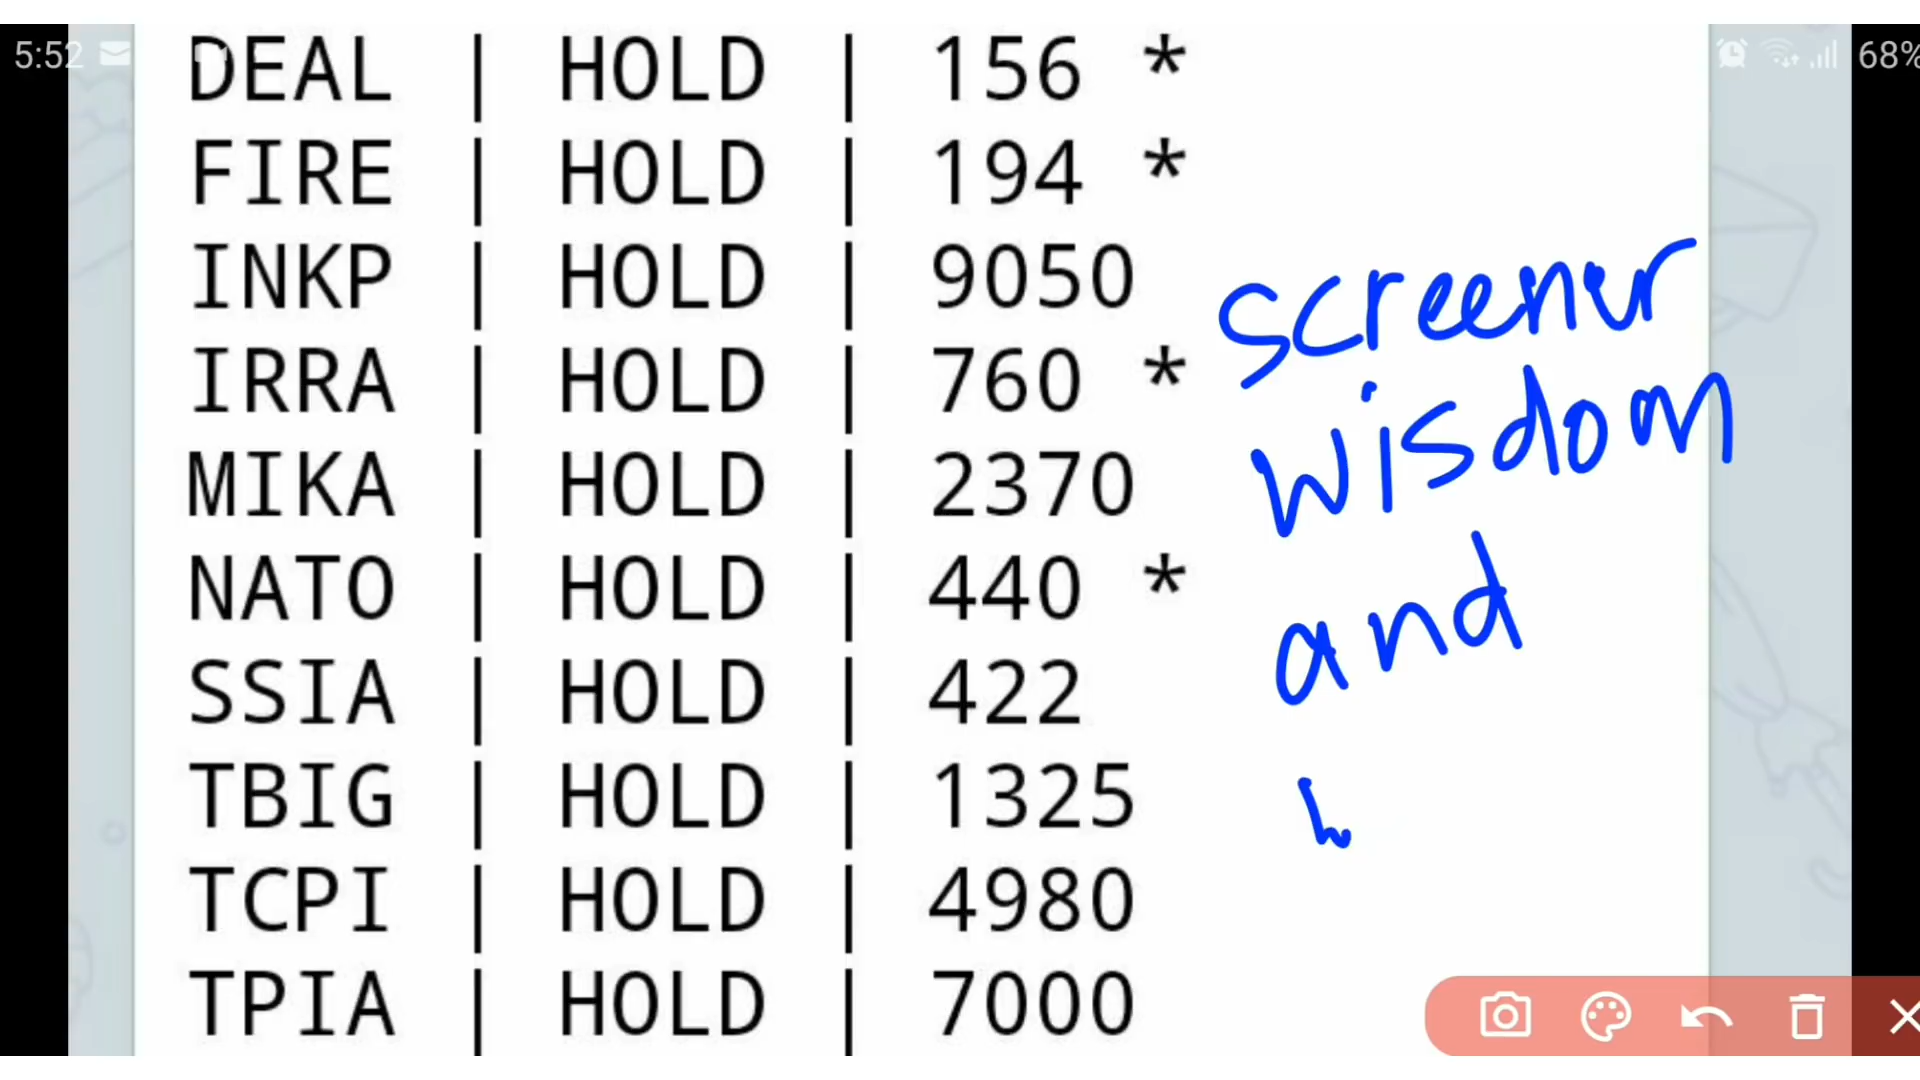 5:52 68%
DEAL | HOLD | 156 *
FIRE | HOLD | 194 *
INKP | HOLD | 9050
IRRA | HOLD | 760 *
MIKA | HOLD | 2370
NATO | HOLD | 440 *
SSIA | HOLD | 422
TBIG | HOLD | 1325
TCPI | HOLD | 4980
TPIA | HOLD | 7000
screener
wisdom
and